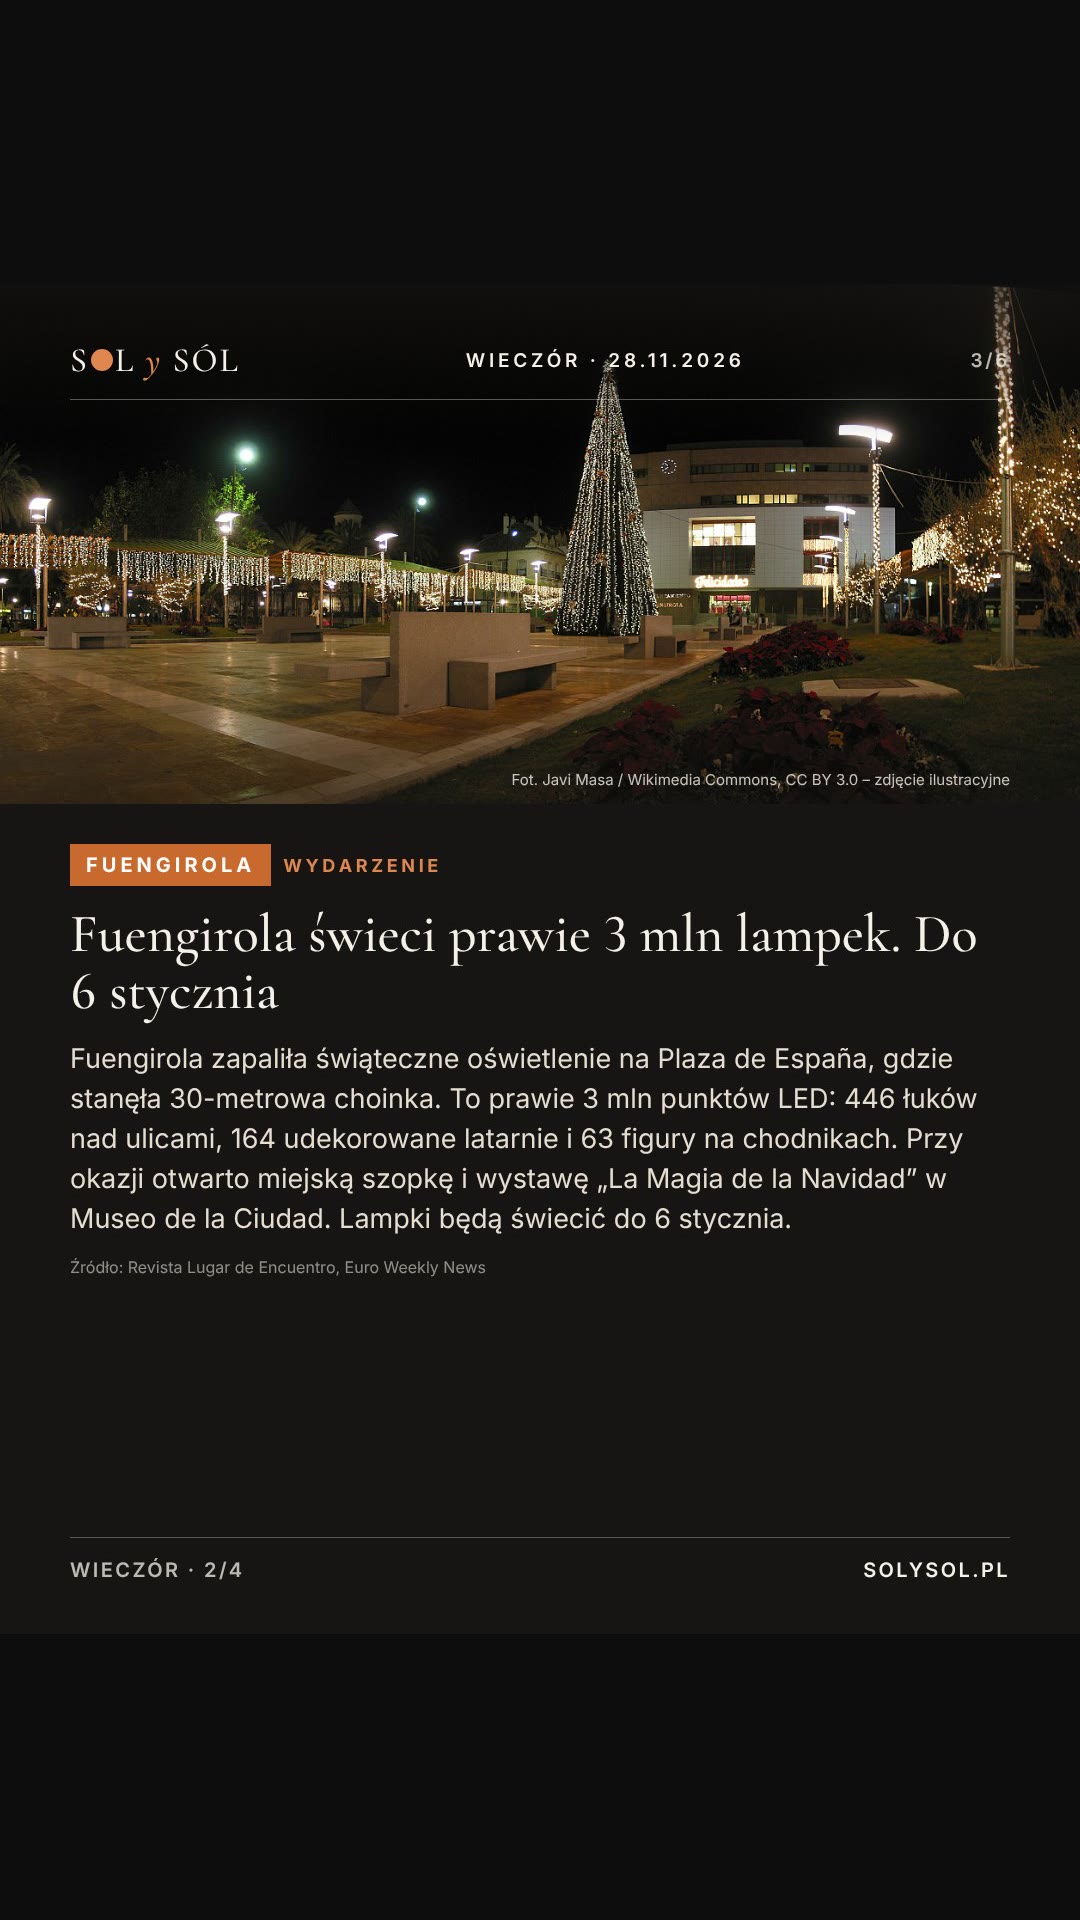 SOL y SÓL
WIECZÓR · 28.11.2026
3/6
Felicidades
Fot. Javi Masa / Wikimedia Commons, CC BY 3.0 – zdjęcie ilustracyjne
FUENGIROLA
WYDARZENIE
Fuengirola świeci prawie 3 mln lampek. Do
6 stycznia
Fuengirola zapaliła świąteczne oświetlenie na Plaza de España, gdzie
stanęła 30-metrowa choinka. To prawie 3 mln punktów LED: 446 łuków
nad ulicami, 164 udekorowane latarnie i 63 figury na chodnikach. Przy
okazji otwarto miejską szopkę i wystawę „La Magia de la Navidad” w
Museo de la Ciudad. Lampki będą świecić do 6 stycznia.
Źródło: Revista Lugar de Encuentro, Euro Weekly News
WIECZÓR · 2/4
SOLYSOL.PL